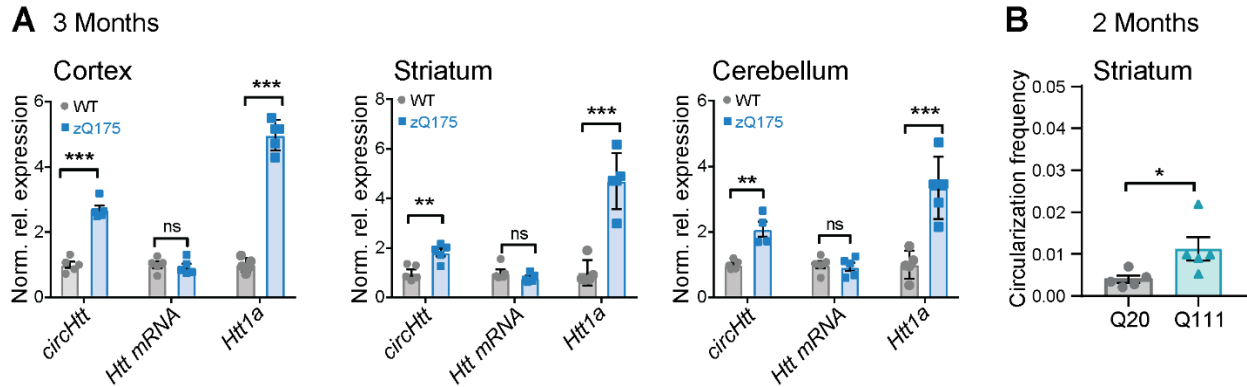 A 3 Months
Cortex
Norm. rel. expression
6
4
2
0
WT
zQ175
***
ns
***
circHtt
Htt mRNA
Htt1a
Striatum
Norm. rel. expression
8
6
4
2
0
WT
zQ175
**
ns
***
circHtt
Htt mRNA
Htt1a
Cerebellum
Norm. rel. expression
6
4
2
0
WT
zQ175
**
ns
***
circHtt
Htt mRNA
Htt1a
B 2 Months
Striatum
Circularization frequency
0.05
0.04
0.03
0.02
0.01
0.00
*
Q20 Q111